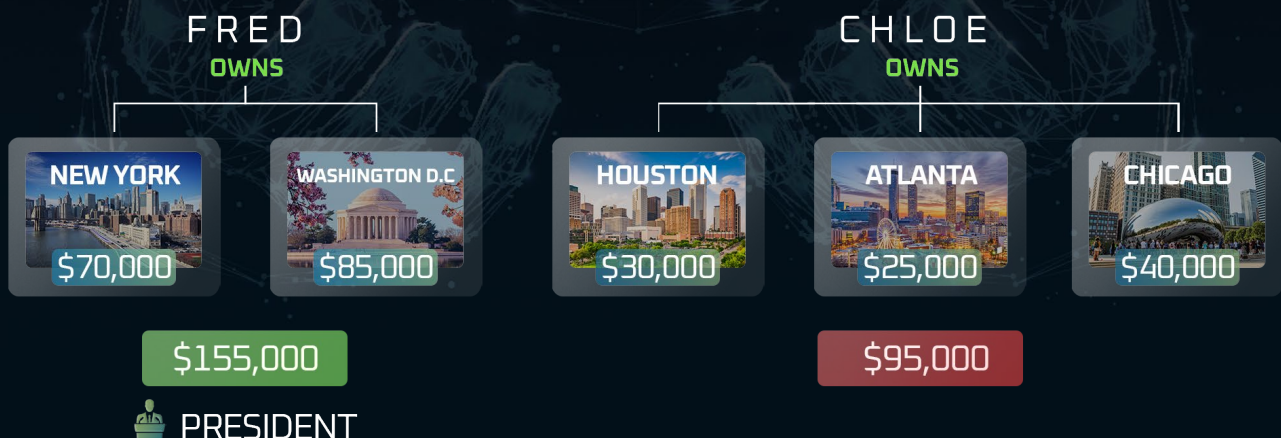 FRED
OWNS
NEW YORK
$70,000
WASHINGTON D.C
$85,000
$155,000
PRESIDENT
CHLOE
OWNS
HOUSTON
$30,000
ATLANTA
$25,000
CHICAGO
$40,000
$95,000